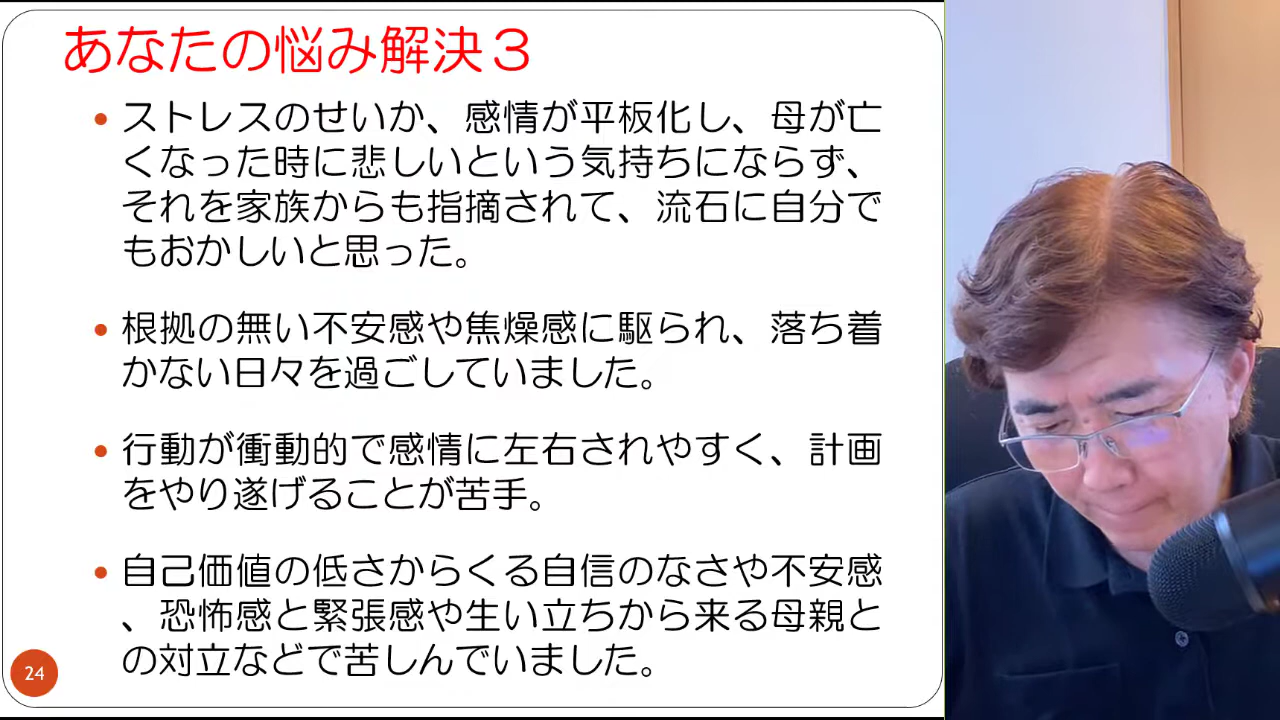 あなたの悩み解決３
• ストレスのせいか、感情が平板化し、母が亡
くなった時に悲しいという気持ちにならず、
それを家族からも指摘されて、流石に自分で
もおかしいと思った。
• 根拠の無い不安感や焦燥感に駆られ、落ち着
かない日々を過ごしていました。
• 行動が衝動的で感情に左右されやすく、計画
をやり遂げることが苦手。
• 自己価値の低さからくる自信のなさや不安感
、恐怖感と緊張感や生い立ちから来る母親と
の対立などで苦しんでいました。
24